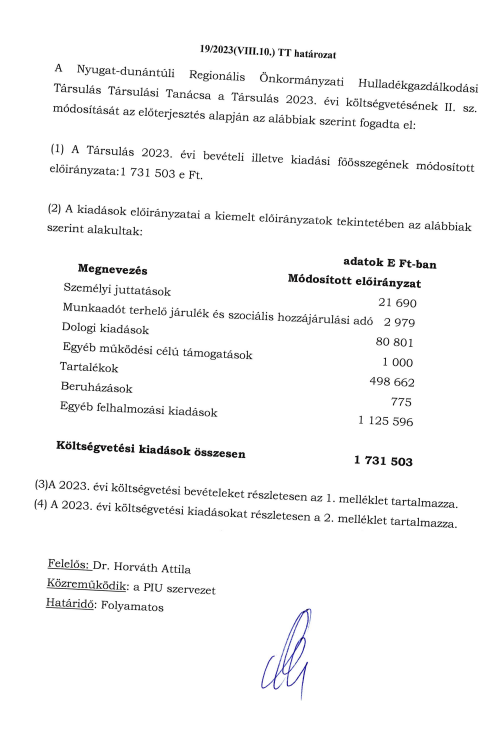 19/2023(VIII.10.) TT határozat
A Nyugat-dunántúli Regionális Önkormányzati Hulladékgazdálkodási
Társulás Társulási Tanácsa a Társulás 2023. évi költségvetésének II. sz.
módosítását az előterjesztés alapján az alábbiak szerint fogadta el:
(1) A Társulás 2023. évi bevételi illetve kiadási főösszegének módosított
előirányzata:1 731 503 e Ft.
(2) A kiadások előirányzatai a kiemelt előirányzatok tekintetében az alábbiak
szerint alakultak:
adatok E Ft-ban
Megnevezés Módosított előirányzat
Személyi juttatások 21 690
Munkaadót terhelő járulék és szociális hozzájárulási adó 2 979
Dologi kiadások 80 801
Egyéb működési célú támogatások 1 000
Tartalékok 498 662
Beruházások 775
Egyéb felhalmozási kiadások 1 125 596
Költségvetési kiadások összesen 1 731 503
(3)A 2023. évi költségvetési bevételeket részletesen az 1. melléklet tartalmazza.
(4) A 2023. évi költségvetési kiadásokat részletesen a 2. melléklet tartalmazza.
Felelős: Dr. Horváth Attila
Közreműködik: a PIU szervezet
Határidő: Folyamatos